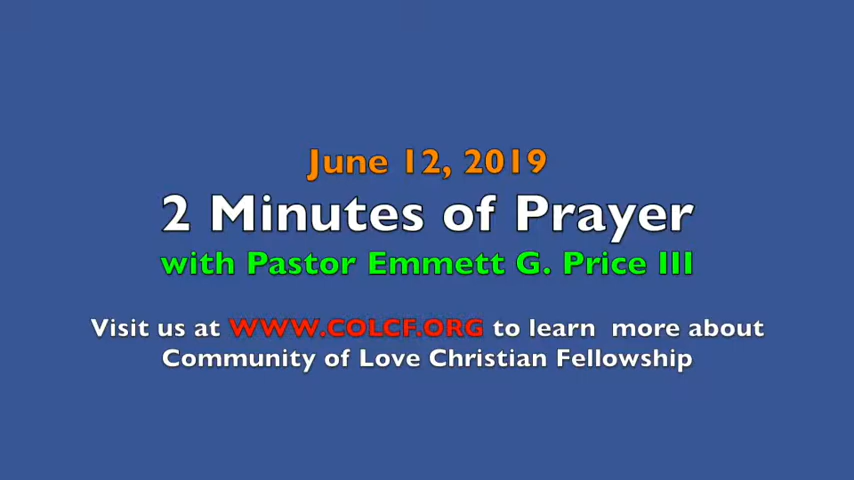 June 12, 2019
2 Minutes of Prayer
with Pastor Emmett G. Price III
Visit us at WWW.COLCF.ORG to learn  more about
Community of Love Christian Fellowship